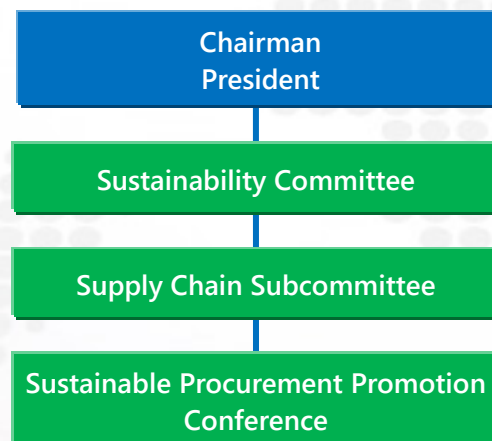 Chairman
President
Sustainability Committee
Supply Chain Subcommittee
Sustainable Procurement Promotion
Conference